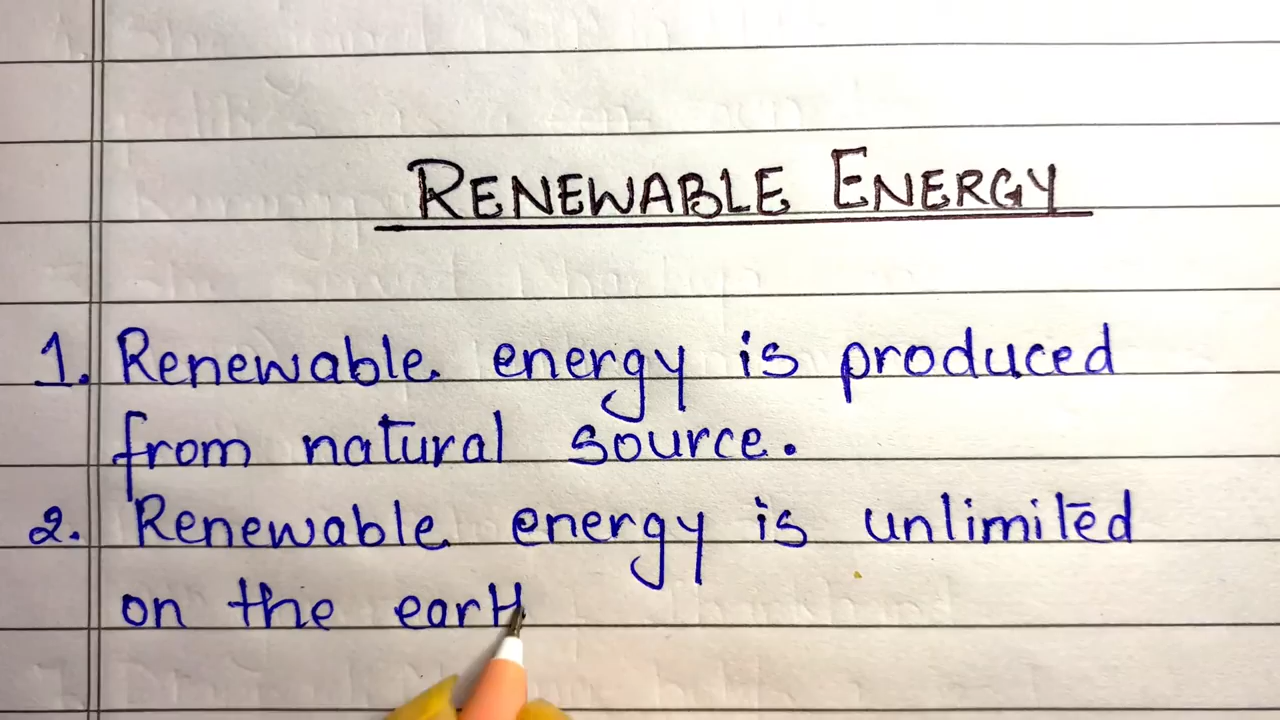 RENEWABLE ENERGY
1. Renewable energy is produced
from natural source.
2. Renewable energy is unlimited
on the earth